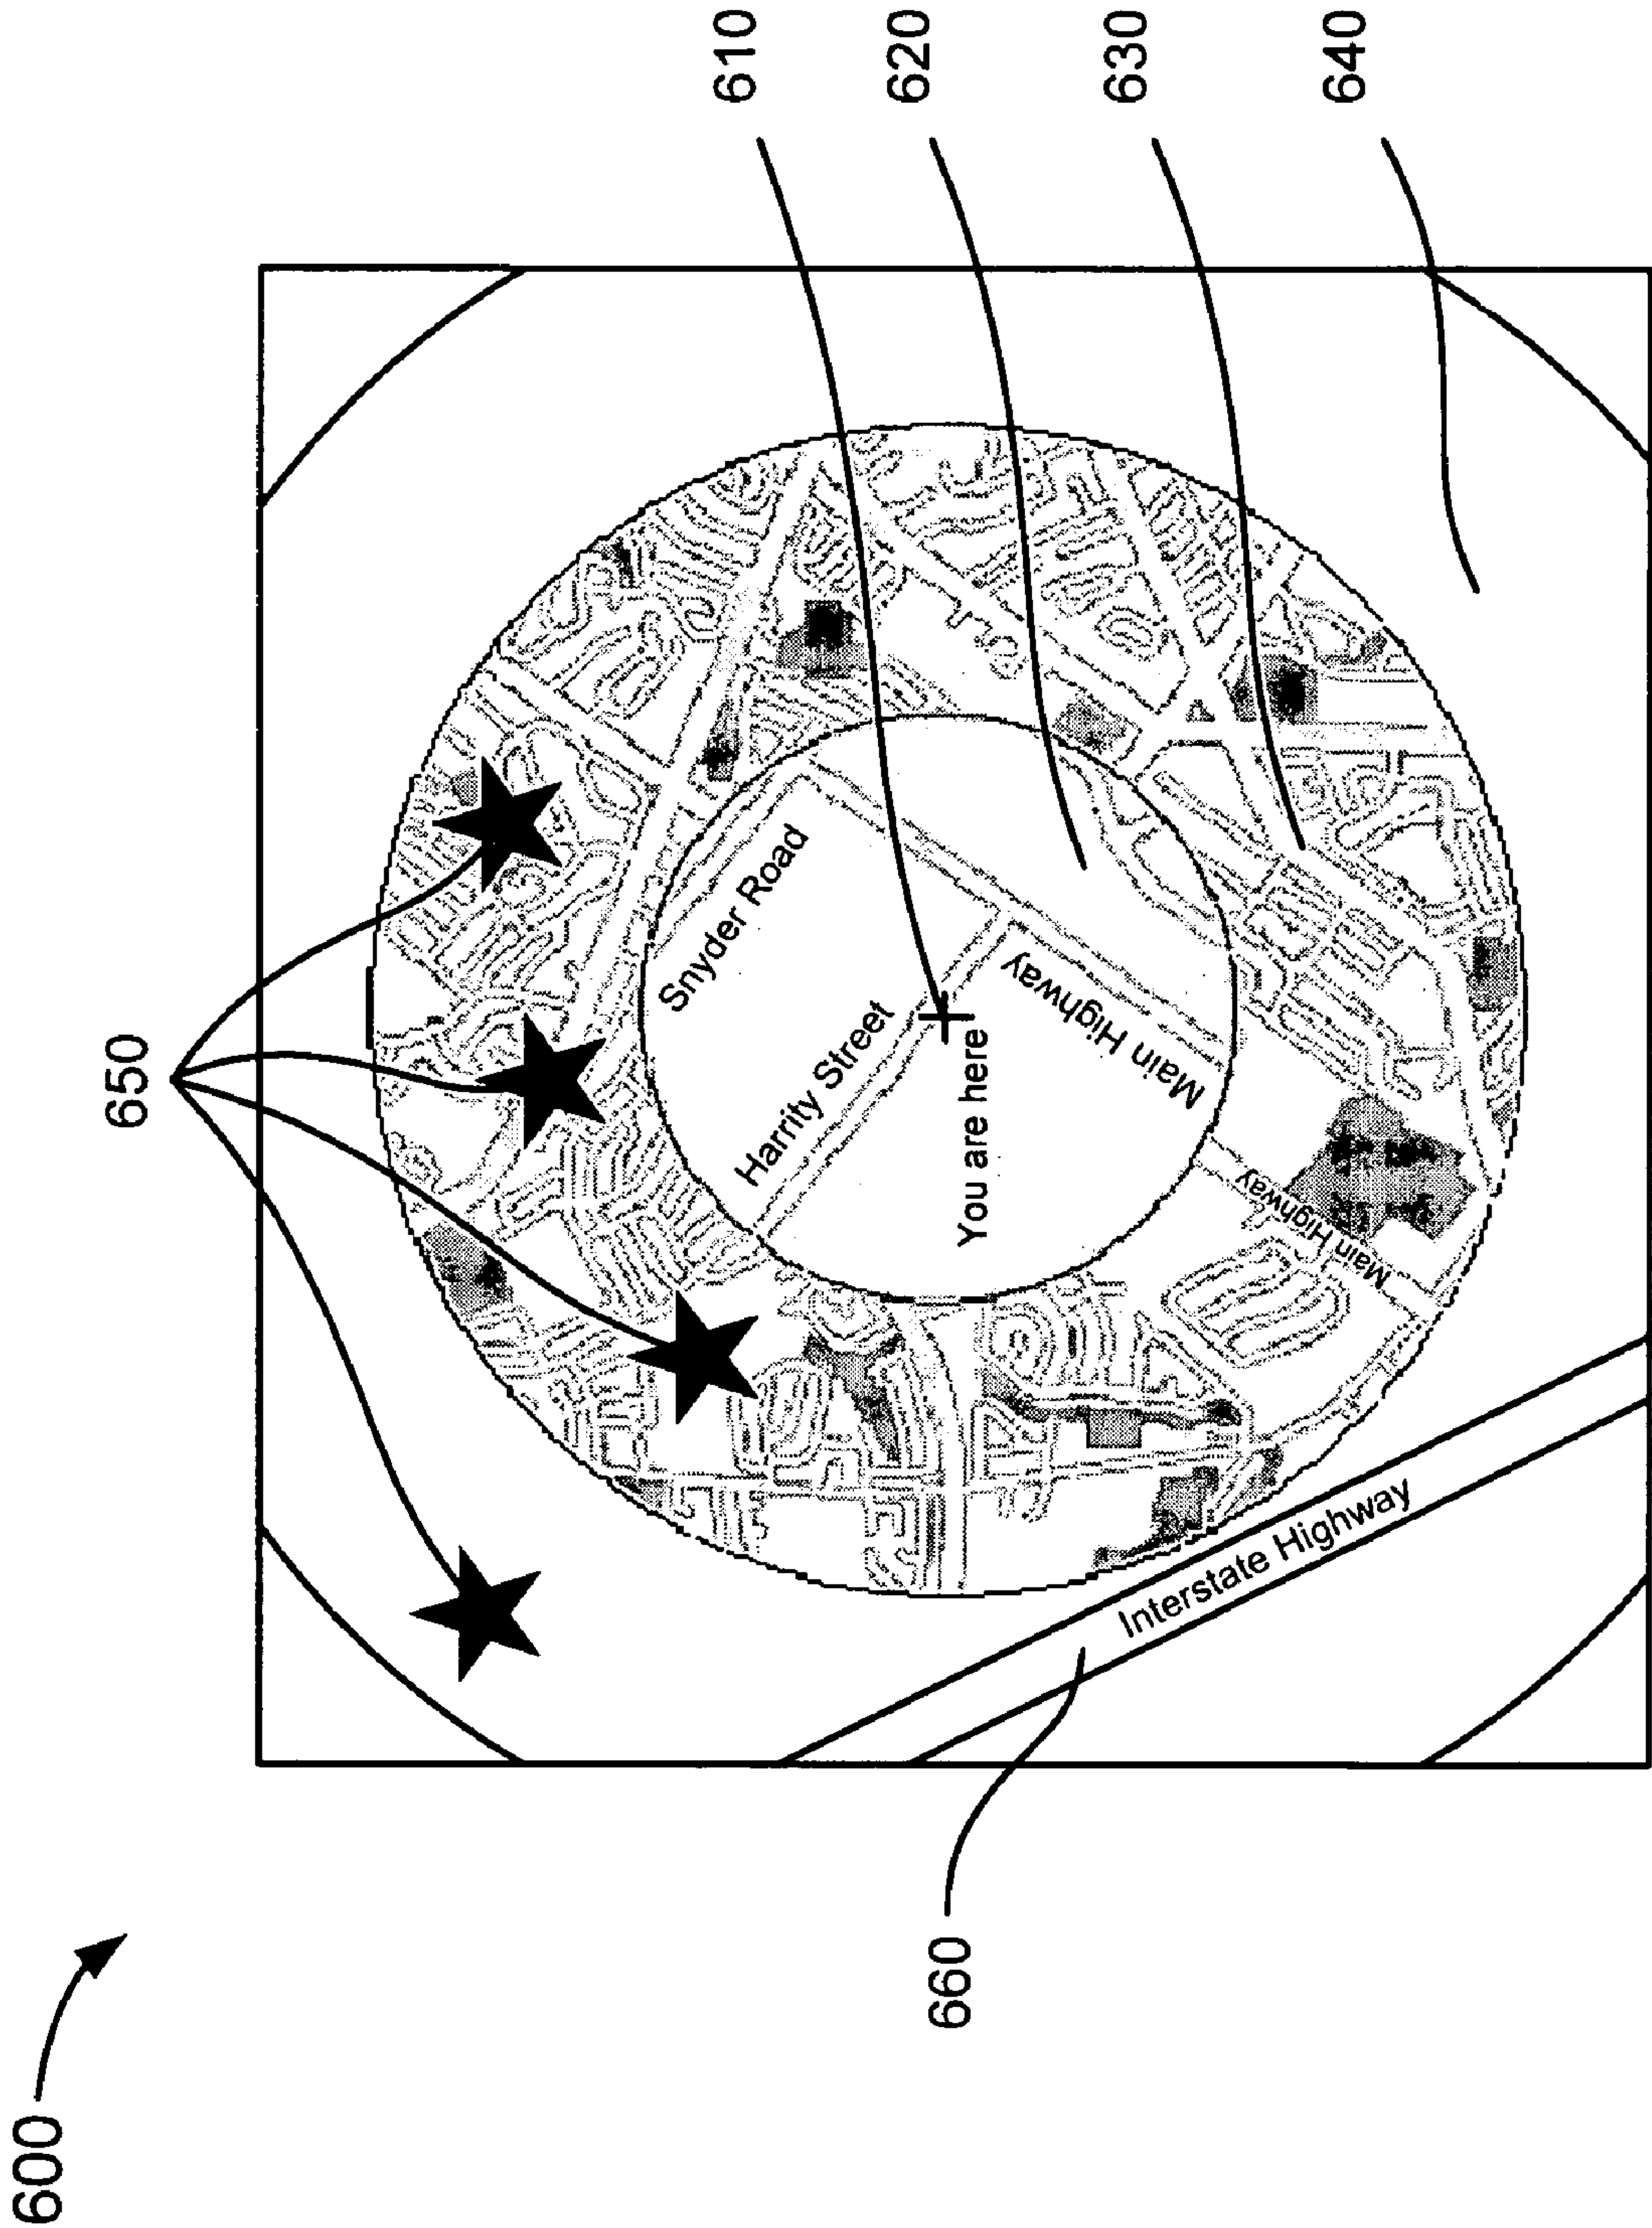 600
650
Snyder Road
610
Harrity Street
620
660
You are here
Main Highway
630
Main Highway
Interstate Highway
640